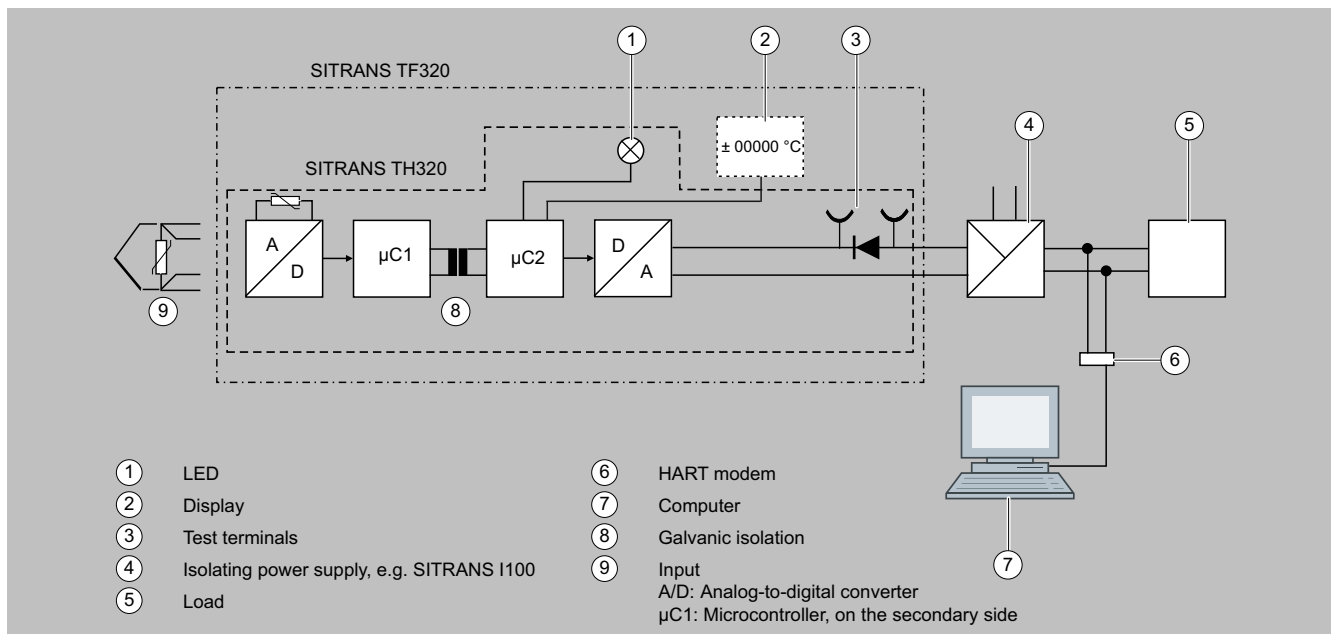 1
2
3
SITRANS TF320
4
5
± 00000 °C
SITRANS TH320
A
D
µC1
µC2
D
A
9
8
6
1 LED
2 Display
3 Test terminals
4 Isolating power supply, e.g. SITRANS I100
5 Load
6 HART modem
7 Computer
8 Galvanic isolation
9 Input
A/D: Analog-to-digital converter
µC1: Microcontroller, on the secondary side
7